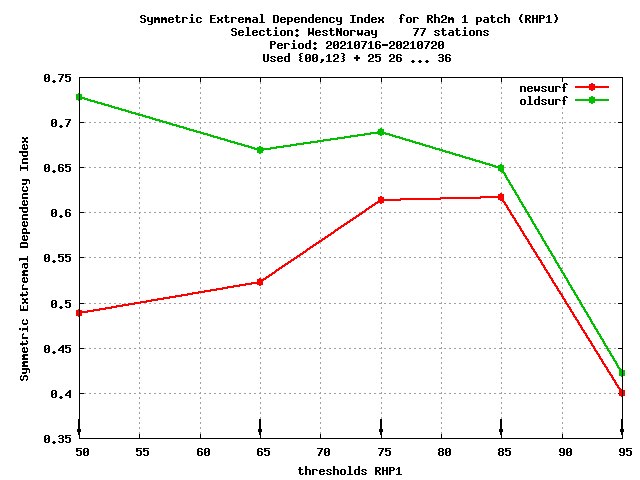 Symmetric Extremal Dependency Index  for Rh2m 1 patch (RHP1)
Selection: WestNorway     77 stations
Period: 20210716-20210720
Used {00,12} + 25 26 ... 36
newsurf
oldsurf
Symmetric Extremal Dependency Index
0.75
0.7
0.65
0.6
0.55
0.5
0.45
0.4
0.35
50 55 60 65 70 75 80 85 90 95
thresholds RHP1